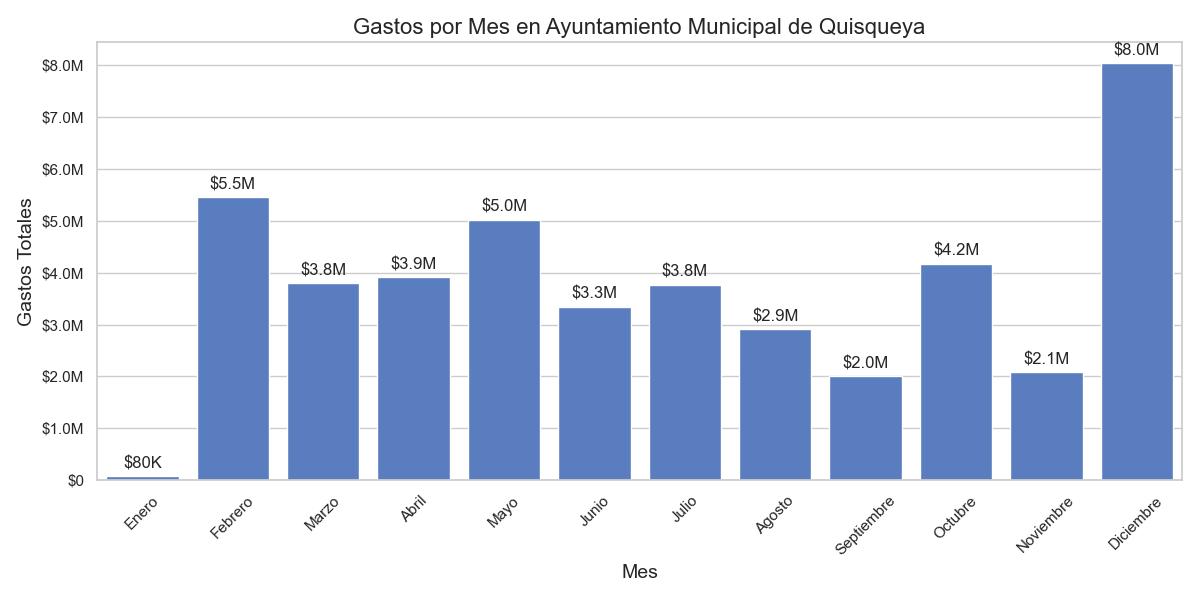 Gastos por Mes en Ayuntamiento Municipal de Quisqueya
Gastos Totales
$8.0M
$7.0M
$6.0M
$5.0M
$4.0M
$3.0M
$2.0M
$1.0M
$0
$80K
$5.5M
$3.8M
$3.9M
$5.0M
$3.3M
$3.8M
$2.9M
$2.0M
$4.2M
$2.1M
$8.0M
Enero
Febrero
Marzo
Abril
Mayo
Junio
Julio
Agosto
Septiembre
Octubre
Noviembre
Diciembre
Mes